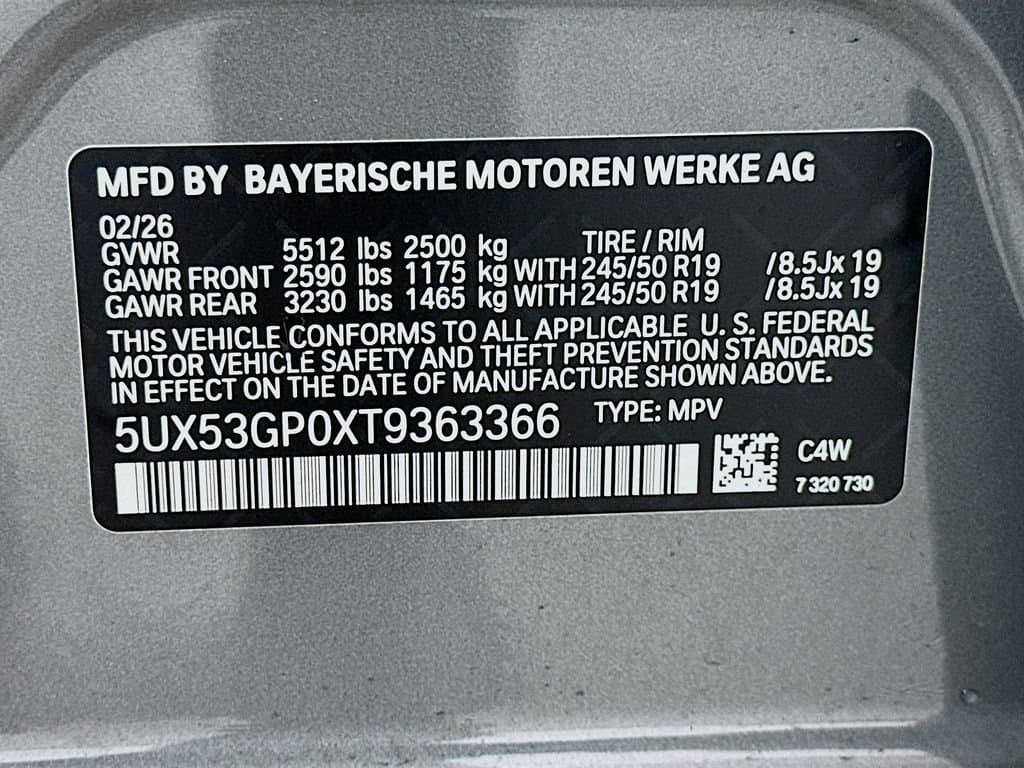 MFD BY BAYERISCHE MOTOREN WERKE AG
02/26
GVWR 5512 lbs 2500 kg TIRE / RIM
GAWR FRONT 2590 lbs 1175 kg WITH 245/50 R19 /8.5Jx 19
GAWR REAR 3230 lbs 1465 kg WITH 245/50 R19 /8.5Jx 19
THIS VEHICLE CONFORMS TO ALL APPLICABLE U. S. FEDERAL
MOTOR VEHICLE SAFETY AND THEFT PREVENTION STANDARDS
IN EFFECT ON THE DATE OF MANUFACTURE SHOWN ABOVE.
5UX53GP0XT9363366 TYPE: MPV
C4W
7 320 730